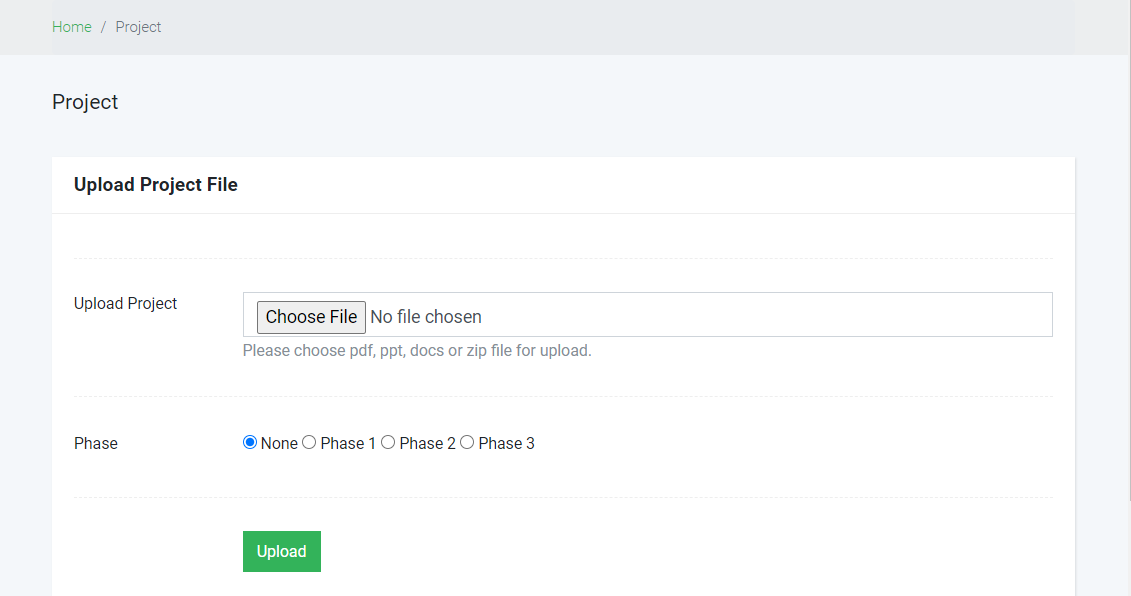 Home / Project
Project
Upload Project File
Upload Project
Choose File No file chosen
Please choose pdf, ppt, docs or zip file for upload.
Phase
None Phase 1 Phase 2 Phase 3
Upload